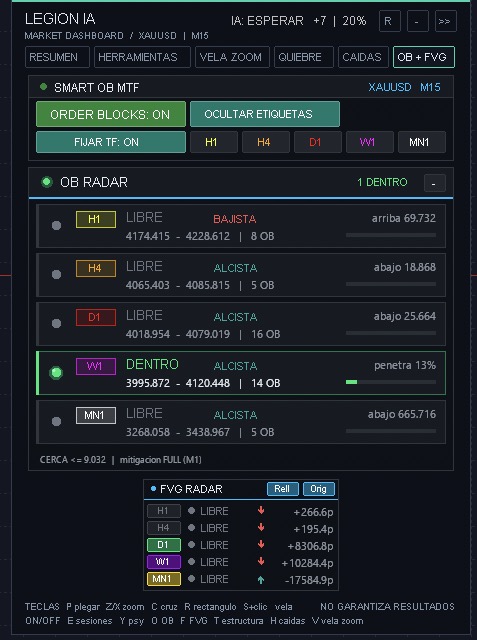 LEGION IA IA: ESPERAR +7 | 20% R - >>
MARKET DASHBOARD / XAUUSD | M15
RESUMEN HERRAMIENTAS VELA ZOOM QUIEBRE CAIDAS OB + FVG
SMART OB MTF XAUUSD M15
ORDER BLOCKS: ON OCULTAR ETIQUETAS
FIJAR TF: ON H1 H4 D1 W1 MN1
OB RADAR 1 DENTRO -
H1 LIBRE BAJISTA arriba 69.732
4174.415 - 4228.612 | 8 OB
H4 LIBRE ALCISTA abajo 18.868
4065.403 - 4085.815 | 5 OB
D1 LIBRE ALCISTA abajo 25.664
4018.954 - 4079.019 | 16 OB
W1 DENTRO ALCISTA penetra 13%
3995.872 - 4120.448 | 14 OB
MN1 LIBRE ALCISTA abajo 665.716
3268.058 - 3438.967 | 5 OB
CERCA <= 9.032 | mitigacion FULL (M1)
FVG RADAR Rell Orig
H1 LIBRE +266.6p
H4 LIBRE +195.4p
D1 LIBRE +8306.8p
W1 LIBRE +10284.4p
MN1 LIBRE -17584.9p
TECLAS P plegar Z/X zoom C cruz R rectangulo S+clic vela NO GARANTIZA RESULTADOS
ON/OFF E sesiones Y psy O OB F FVG T estructura H caidas V vela zoom